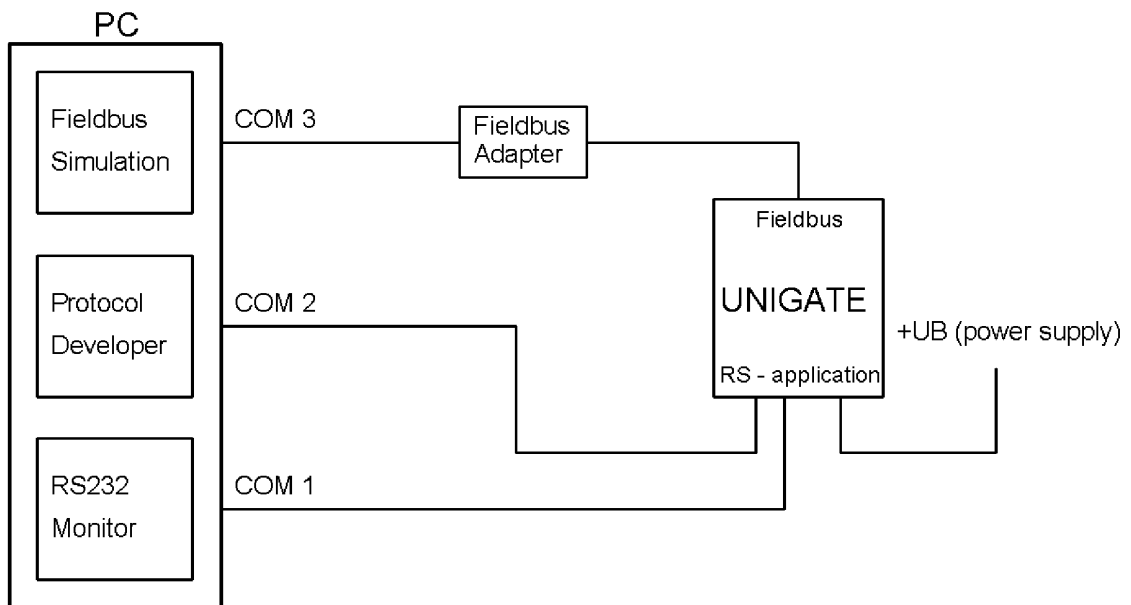 PC
Fieldbus
Simulation
COM 3
Fieldbus
Adapter
Protocol
Developer
COM 2
RS232
Monitor
COM 1
Fieldbus
UNIGATE
RS - application
+UB (power supply)